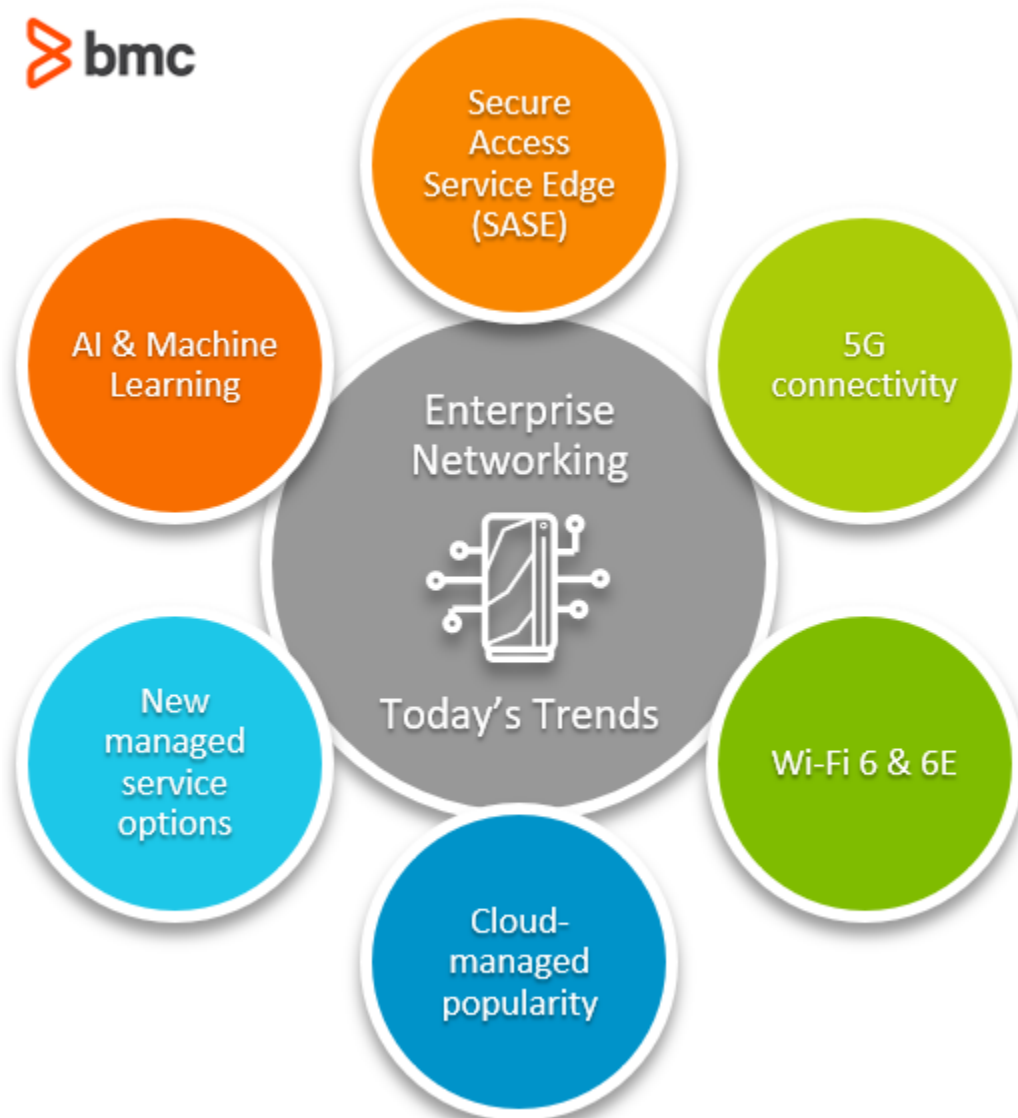 bmc
Secure
Access
Service Edge
(SASE)
5G
connectivity
Wi-Fi 6 & 6E
Cloud-
managed
popularity
New
managed
service
options
AI & Machine
Learning
Enterprise
Networking
Today's Trends